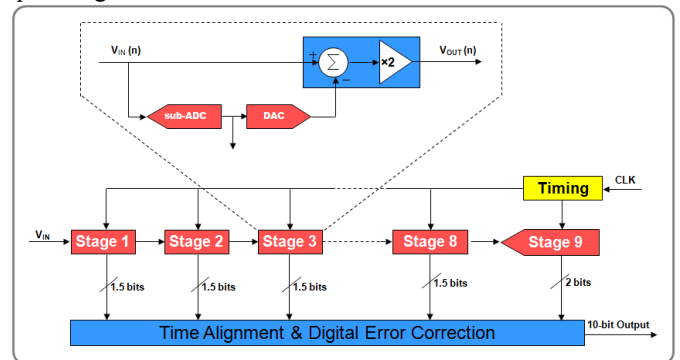 V_IN (n)
V_OUT (n)
+
Σ
×2
−
sub-ADC
DAC
Timing
CLK
V_IN
Stage 1
Stage 2
Stage 3
Stage 8
Stage 9
1.5 bits
1.5 bits
1.5 bits
1.5 bits
2 bits
10-bit Output
Time Alignment & Digital Error Correction